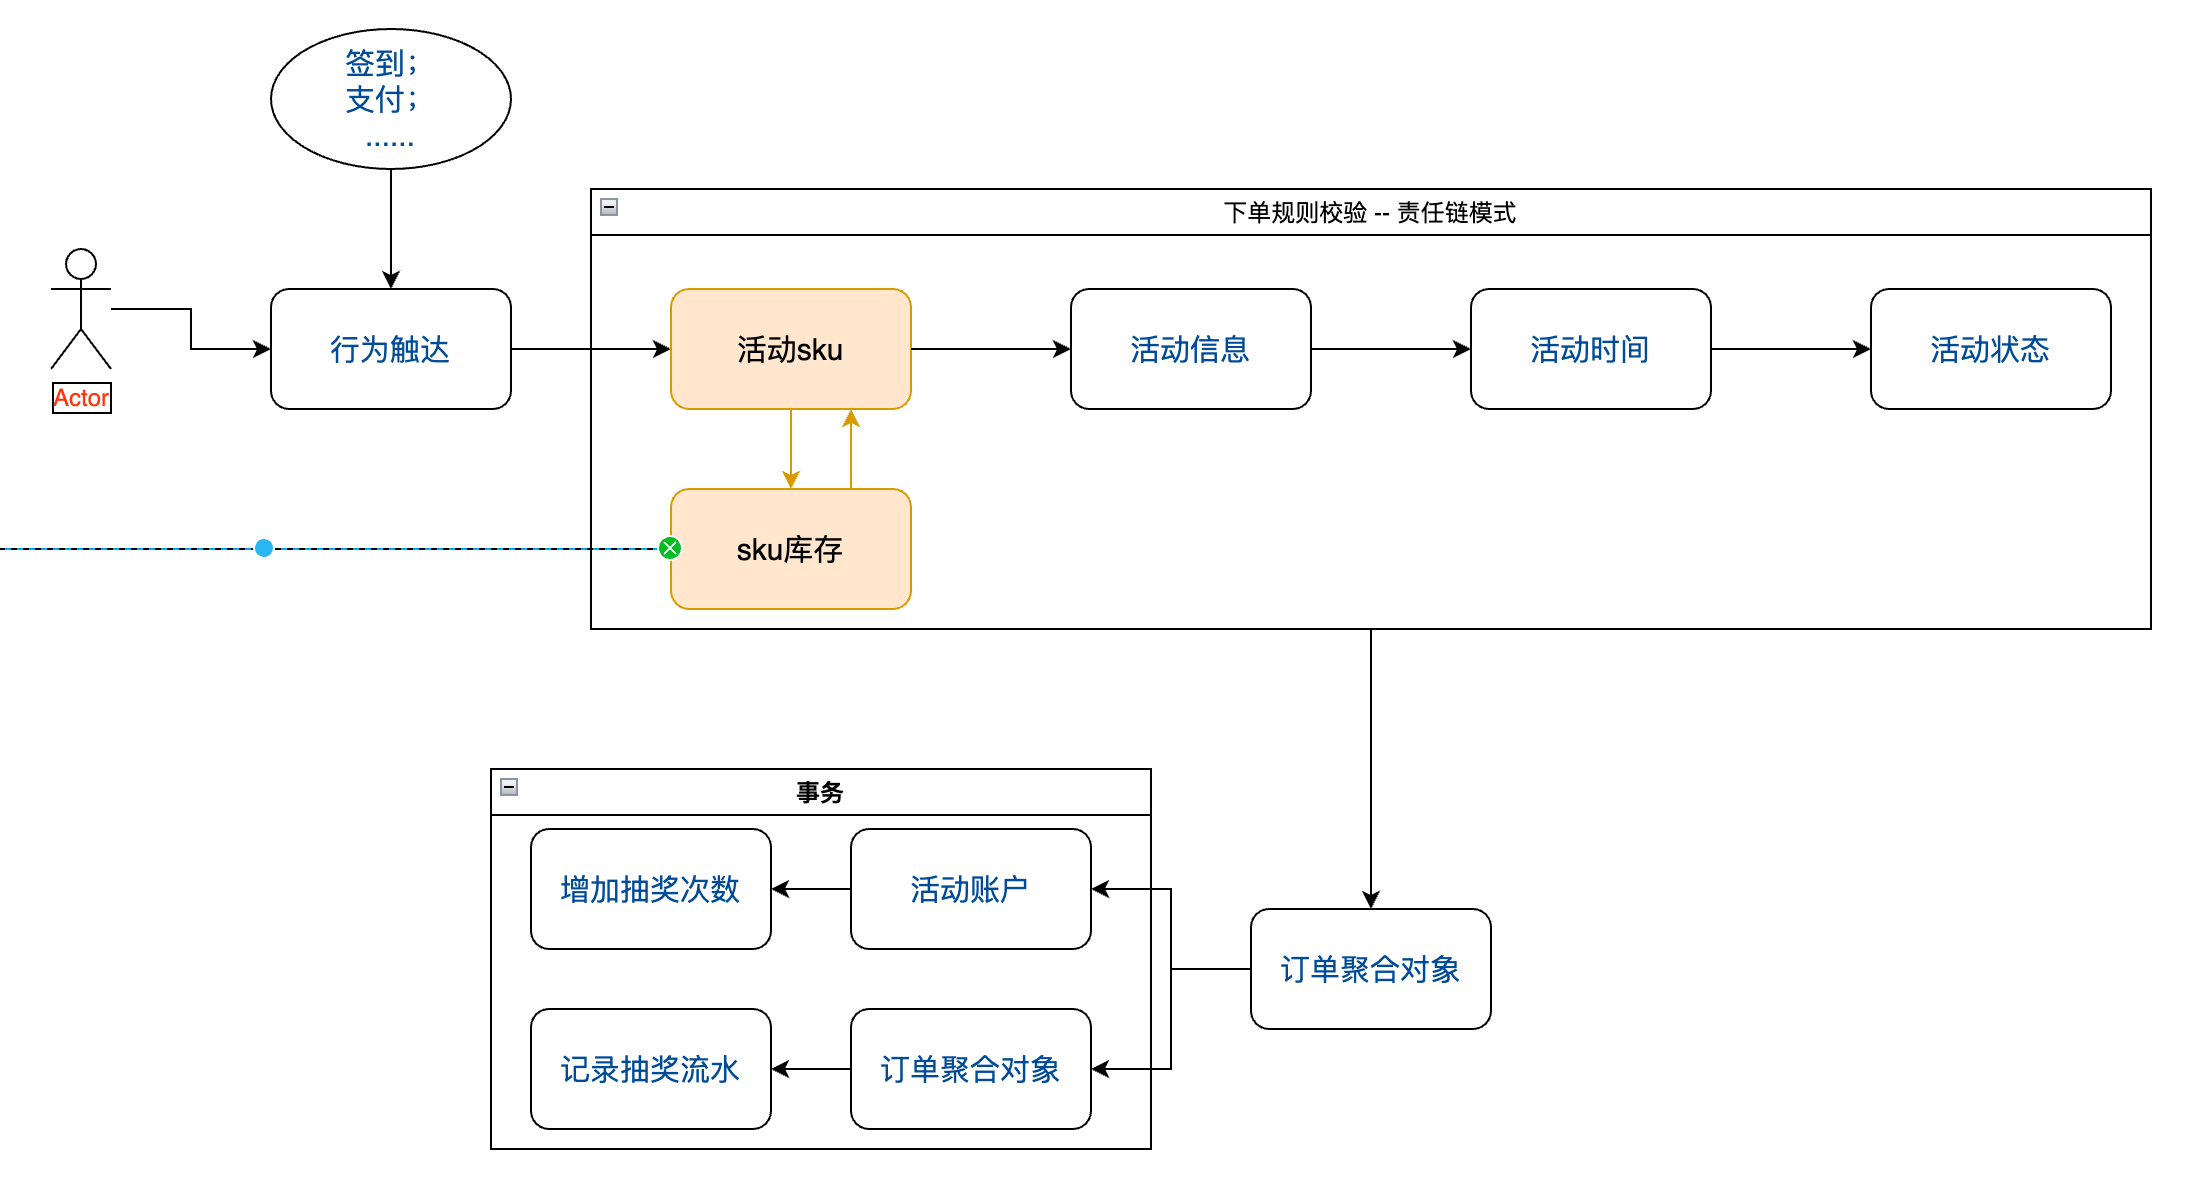 签到；
支付；
......
下单规则校验 -- 责任链模式
Actor
行为触达
活动sku
活动信息
活动时间
活动状态
sku库存
事务
增加抽奖次数
活动账户
订单聚合对象
记录抽奖流水
订单聚合对象